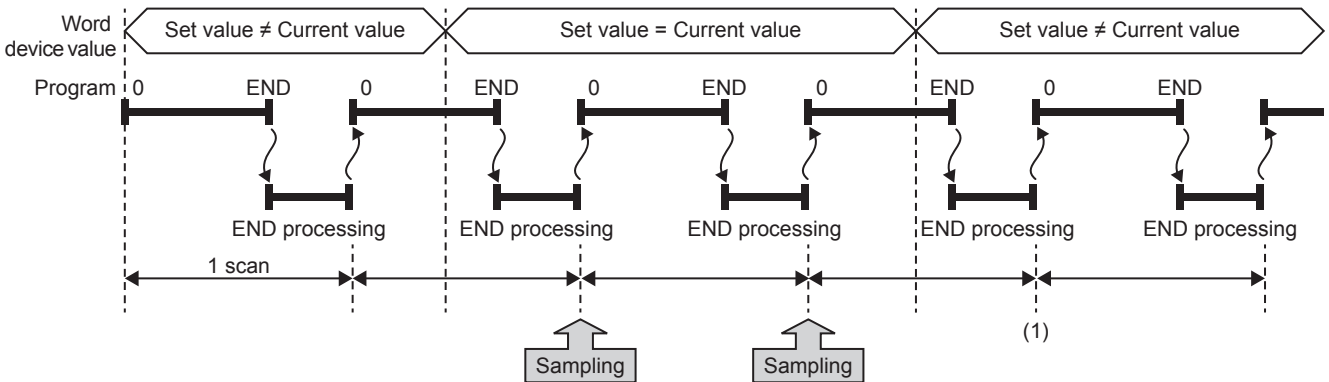 Word
device value
Set value ≠ Current value
Set value = Current value
Set value ≠ Current value
Program
0
END
0
END
0
END
0
END
0
END
END processing
END processing
END processing
END processing
END processing
1 scan
(1)
Sampling
Sampling